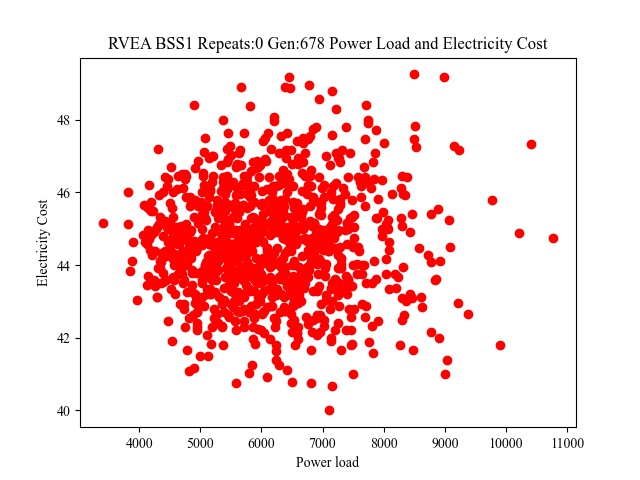 RVEA BSS1 Repeats:0 Gen:678 Power Load and Electricity Cost
48
46
44
42
40
Electricity Cost
4000 5000 6000 7000 8000 9000 10000 11000
Power load